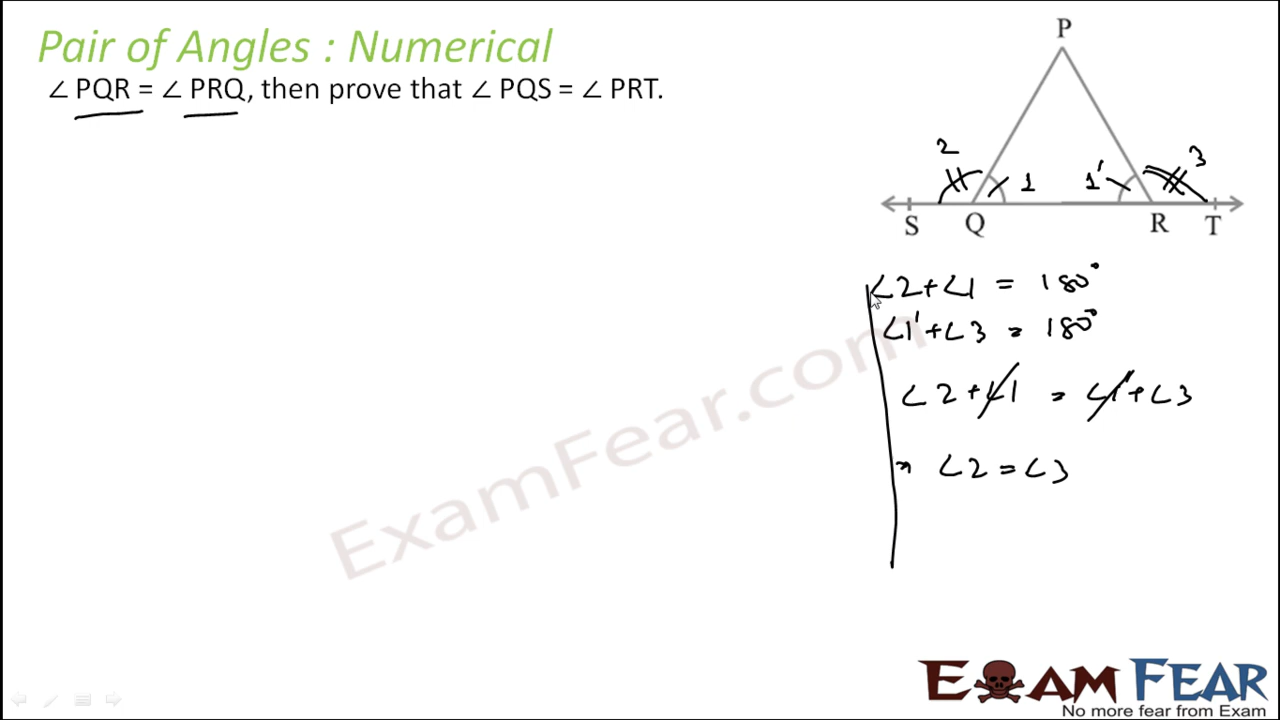 Pair of Angles : Numerical
∠ PQR = ∠ PRQ, then prove that ∠ PQS = ∠ PRT.
P
2
1
1'
3
S
Q
R
T
∠2+∠1 = 180°
∠1'+∠3 = 180°
∠2+∠1 = ∠1'+∠3
⇒ ∠2=∠3
ExamFear.com
EXAM FEAR
No more fear from Exam